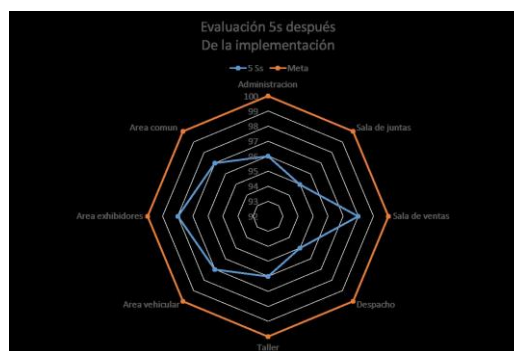 Evaluación 5s después
De la implementación
5 Ss Meta
Administracion
100
Area comun
99
Sala de juntas
98
97
96
95
94
93
Area exhibidores
92
Sala de ventas
Area vehicular
Despacho
Taller